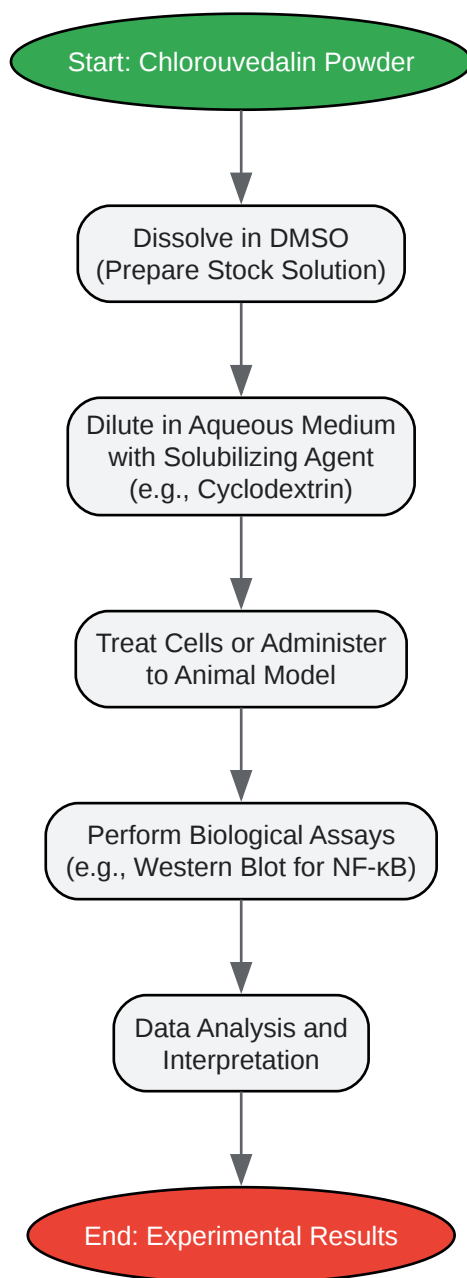 Start: Chlorouvedalin Powder
Dissolve in DMSO
(Prepare Stock Solution)
Dilute in Aqueous Medium
with Solubilizing Agent
(e.g., Cyclodextrin)
Treat Cells or Administer
to Animal Model
Perform Biological Assays
(e.g., Western Blot for NF-κB)
Data Analysis and
Interpretation
End: Experimental Results